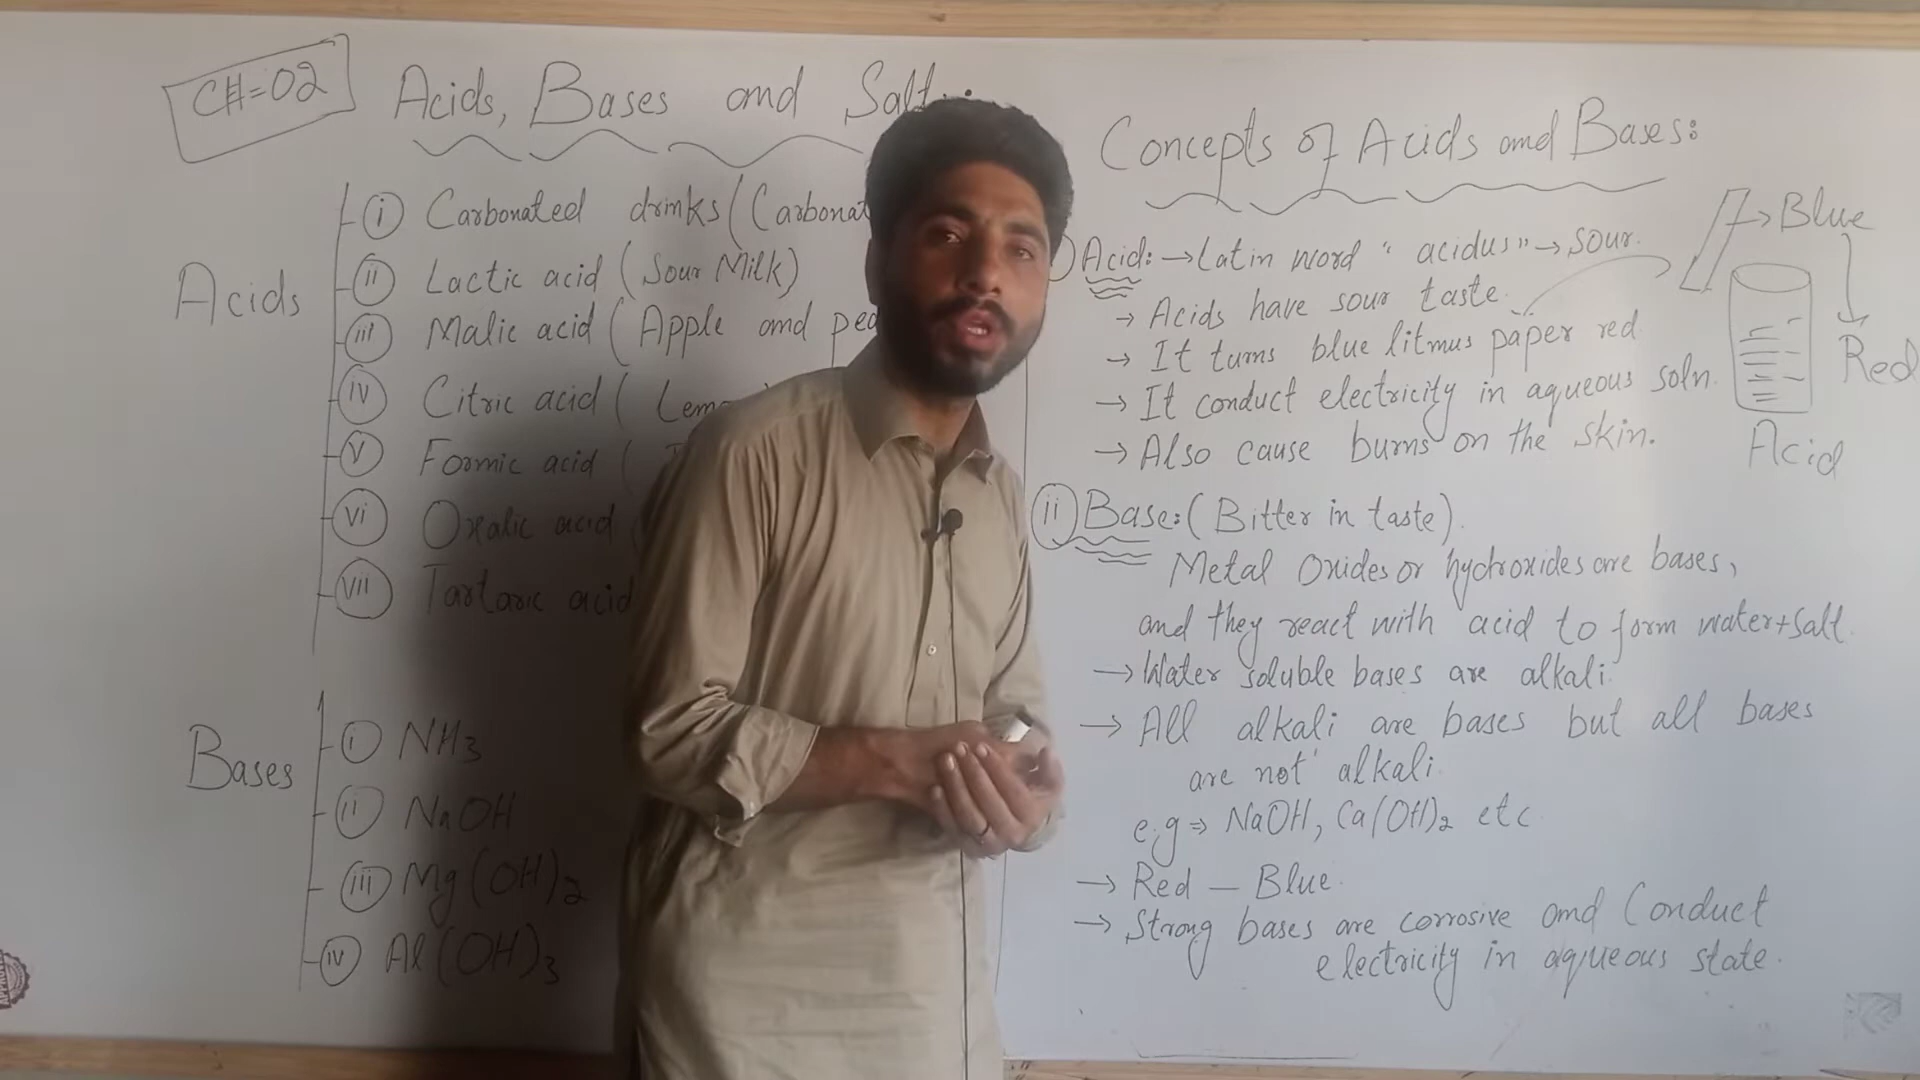 CH=02
Acids, Bases and Salt
Acids
i Carbonated drinks (Carbonat
ii Lactic acid (Sour Milk)
iii Malic acid (Apple and pea
iv Citric acid ( Lem
v Formic acid (
vi Oxalic acid (
vii Tartaric acid
Bases
i NH3
ii NaOH
iii Mg(OH)2
iv Al(OH)3
Concepts of Acids and Bases:
) Acid: → Latin word "acidus" → sour.
→ Acids have sour taste.
→ It turns blue litmus paper red
→ It conduct electricity in aqueous soln.
→ Also cause burns on the skin.
→ Blue
Red
Acid
ii Base: (Bitter in taste).
Metal Oxides or hydroxides are bases,
and they react with acid to form water+salt.
→ Water soluble bases are alkali.
→ All alkali are bases but all bases
are not alkali.
e.g ⇒ NaOH, Ca(OH)2 etc
→ Red – Blue.
→ Strong bases are corrosive and Conduct
electricity in aqueous state.